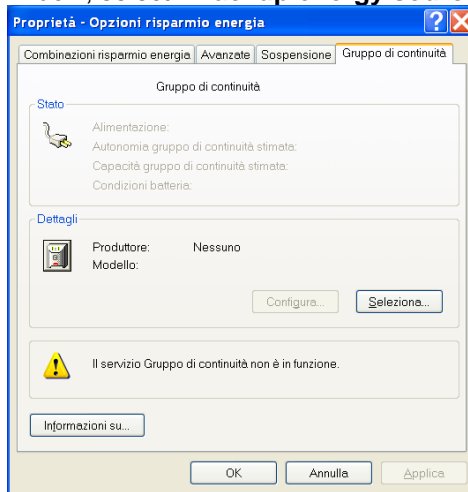 Proprietà - Opzioni risparmio energia
Combinazioni risparmio energia Avanzate Sospensione Gruppo di continuità
Gruppo di continuità
Stato
Alimentazione:
Autonomia gruppo di continuità stimata:
Capacità gruppo di continuità stimata:
Condizioni batteria:
Dettagli
Produttore: Nessuno
Modello:
Configura... Seleziona...
Il servizio Gruppo di continuità non è in funzione.
Informazioni su...
OK Annulla Applica